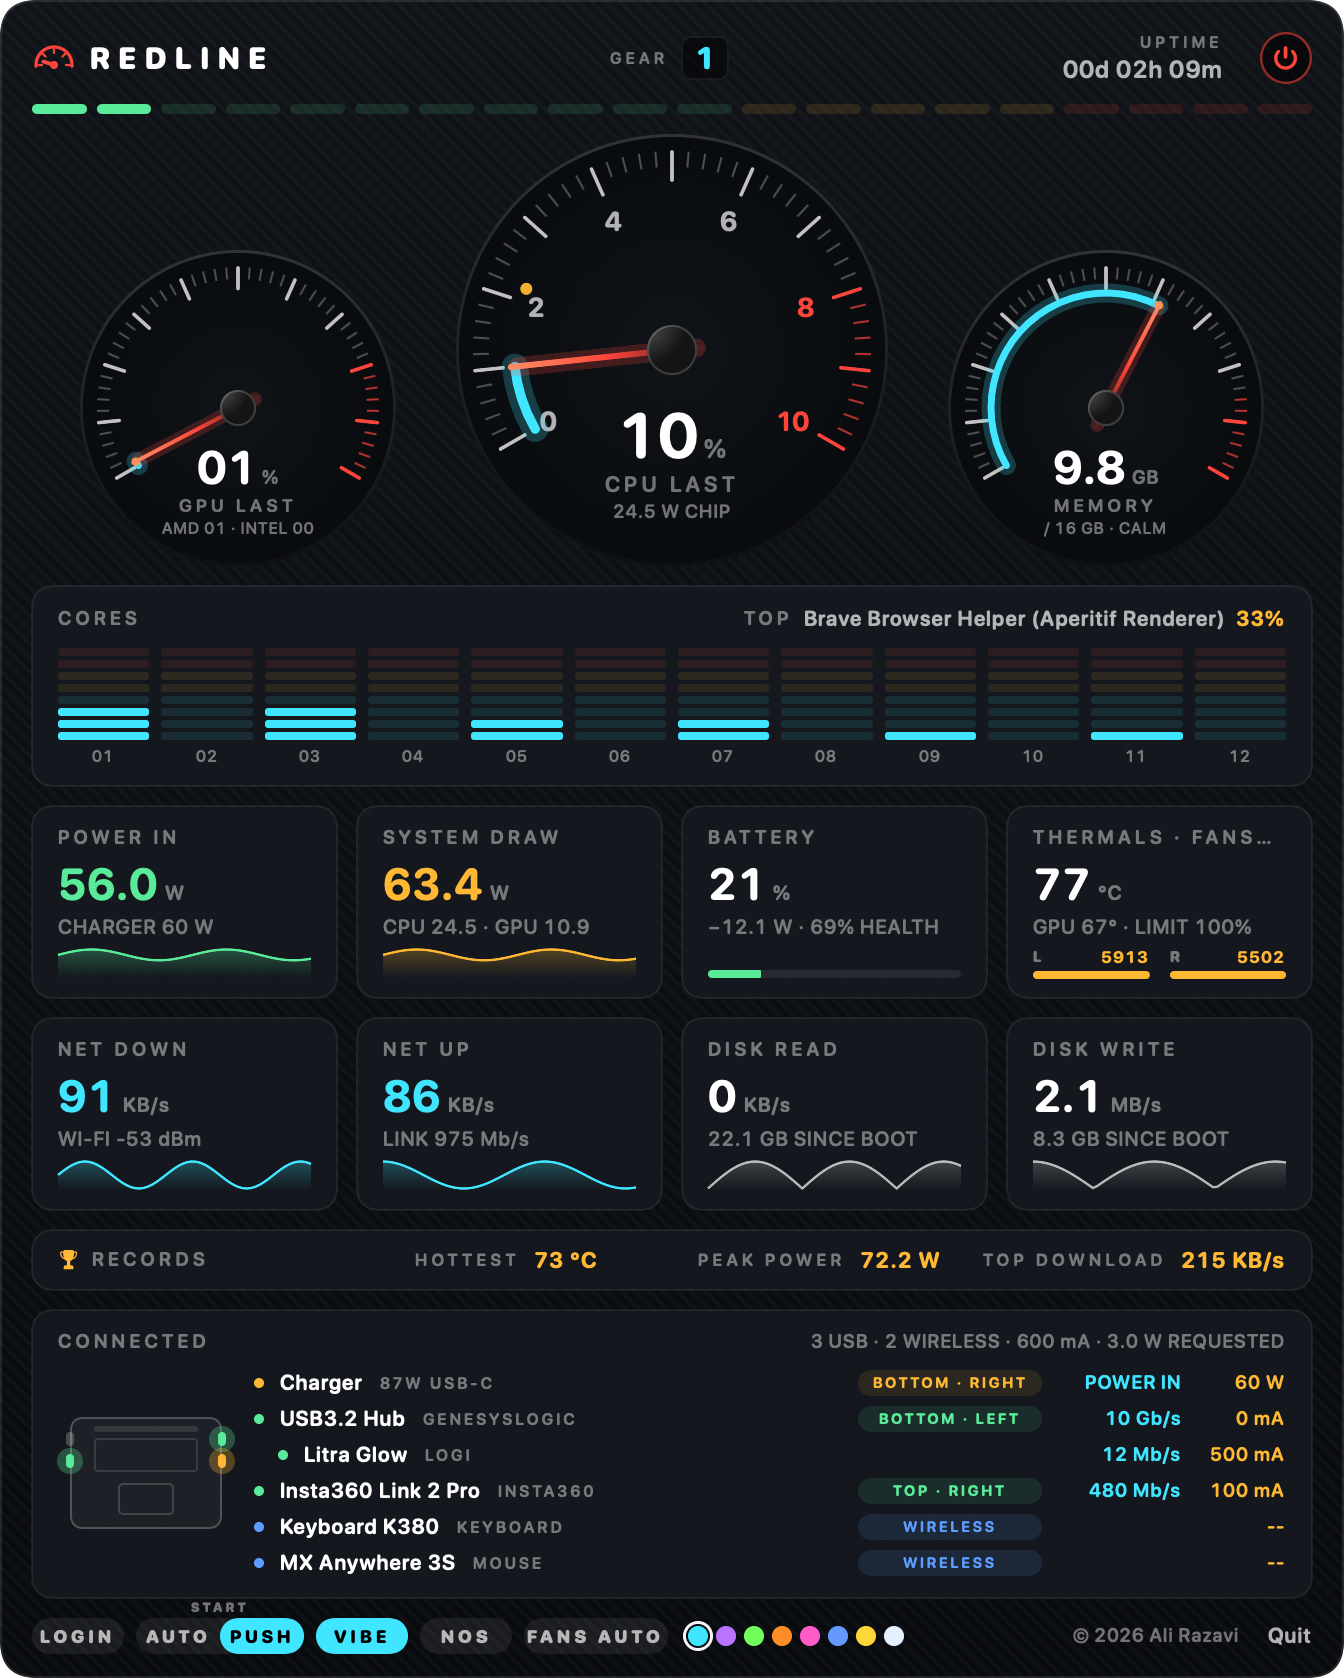 REDLINE
GEAR 1
UPTIME
00d 02h 09m
4 6
2 8
0 10
10 %
CPU LAST
24.5 W CHIP
01 %
GPU LAST
AMD 01 · INTEL 00
9.8 GB
MEMORY
/ 16 GB · CALM
CORES
TOP Brave Browser Helper (Aperitif Renderer) 33%
01 02 03 04 05 06 07 08 09 10 11 12
POWER IN
56.0 W
CHARGER 60 W
SYSTEM DRAW
63.4 W
CPU 24.5 · GPU 10.9
BATTERY
21 %
−12.1 W · 69% HEALTH
THERMALS · FANS…
77 °C
GPU 67° · LIMIT 100%
L 5913 R 5502
NET DOWN
91 KB/s
WI-FI -53 dBm
NET UP
86 KB/s
LINK 975 Mb/s
DISK READ
0 KB/s
22.1 GB SINCE BOOT
DISK WRITE
2.1 MB/s
8.3 GB SINCE BOOT
RECORDS HOTTEST 73 °C PEAK POWER 72.2 W TOP DOWNLOAD 215 KB/s
CONNECTED 3 USB · 2 WIRELESS · 600 mA · 3.0 W REQUESTED
Charger 87W USB-C BOTTOM · RIGHT POWER IN 60 W
USB3.2 Hub GENESYSLOGIC BOTTOM · LEFT 10 Gb/s 0 mA
Litra Glow LOGI 12 Mb/s 500 mA
Insta360 Link 2 Pro INSTA360 TOP · RIGHT 480 Mb/s 100 mA
Keyboard K380 KEYBOARD WIRELESS --
MX Anywhere 3S MOUSE WIRELESS --
START
LOGIN AUTO PUSH VIBE NOS FANS AUTO © 2026 Ali Razavi Quit